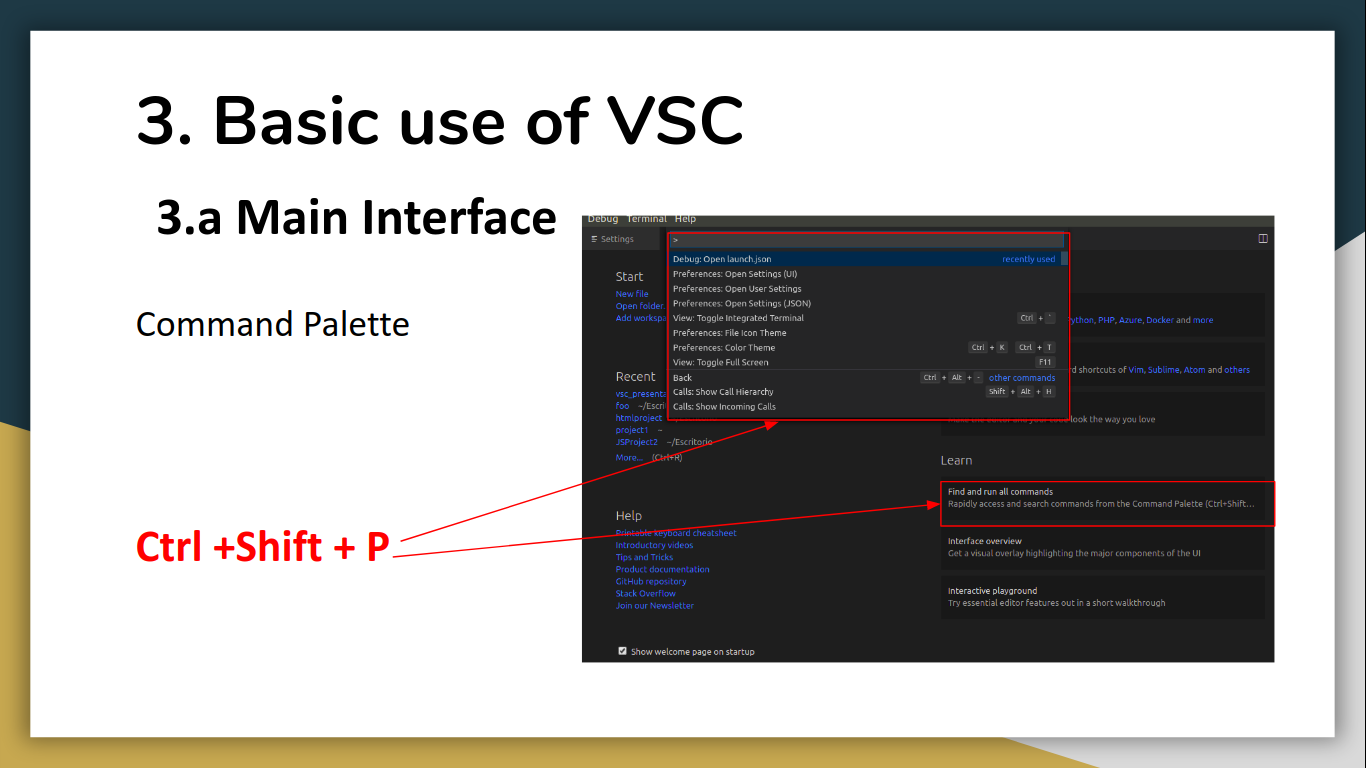 3. Basic use of VSC
3.a Main Interface
Command Palette
Ctrl +Shift + P
Debug Terminal Help
Settings
>
Debug: Open launch.json recently used
Preferences: Open Settings (UI)
Preferences: Open User Settings
Preferences: Open Settings (JSON)
View: Toggle Integrated Terminal Ctrl + `
Preferences: File Icon Theme
Preferences: Color Theme Ctrl + K Ctrl + T
View: Toggle Full Screen F11
Back Ctrl + Alt + - other commands
Calls: Show Call Hierarchy Shift + Alt + H
Calls: Show Incoming Calls
Start
New file
Open folder
Add workspa
Recent
vsc_presenta
foo ~/Escri
htmlproject
project1 ~
JSProject2 ~/Escritorio
More... (Ctrl+R)
Help
Printable keyboard cheatsheet
Introductory videos
Tips and Tricks
Product documentation
GitHub repository
Stack Overflow
Join our Newsletter
Show welcome page on startup
Python, PHP, Azure, Docker and more
rd shortcuts of Vim, Sublime, Atom and others
look the way you love
Learn
Find and run all commands
Rapidly access and search commands from the Command Palette (Ctrl+Shift...
Interface overview
Get a visual overlay highlighting the major components of the UI
Interactive playground
Try essential editor features out in a short walkthrough